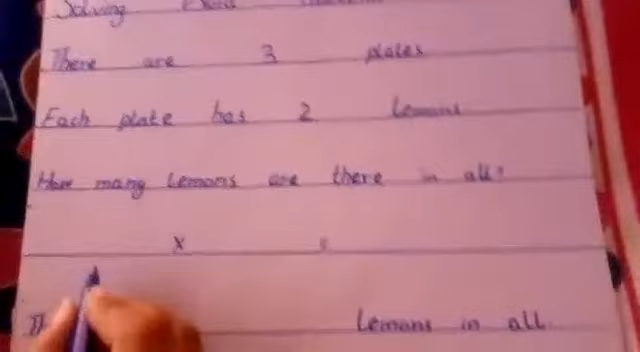 Solving
There are 3 plates
Each plate has 2 lemons
How many lemons are there in all?
x =
lemons in all.